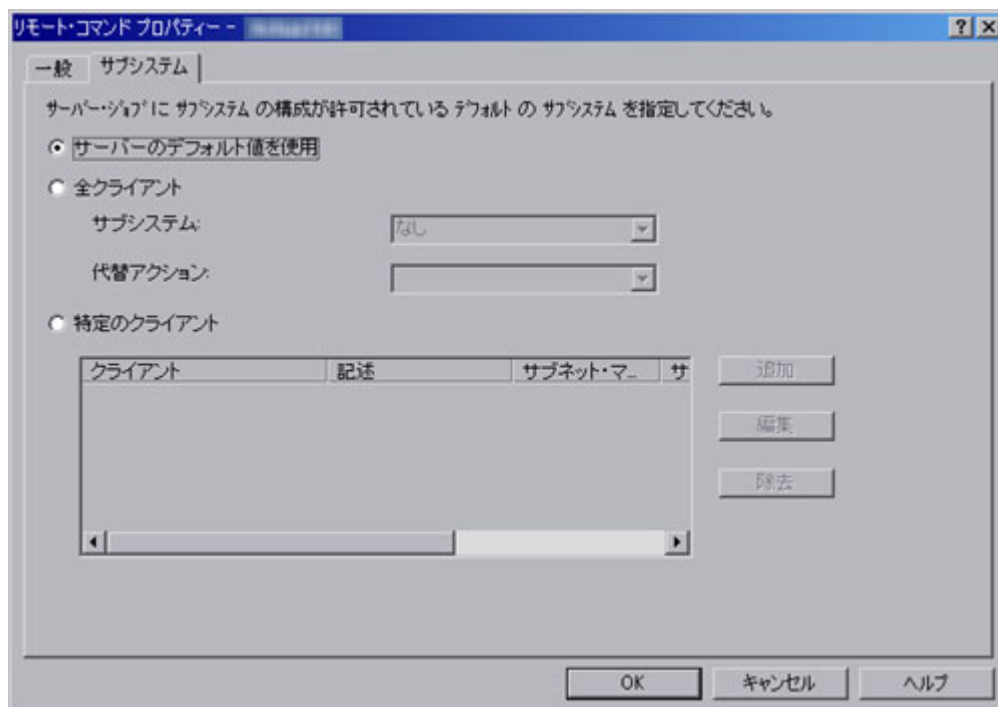 リモート・コマンド プロパティー -
一般 サブシステム
サーバー・ジョブに サブシステム の構成が許可されている デフォルト の サブシステム を指定してください。
サーバーのデフォルト値を使用
全クライアント
サブシステム: なし
代替アクション:
特定のクライアント
クライアント 記述 サブネット・マ... サ
追加
編集
除去
OK キャンセル ヘルプ